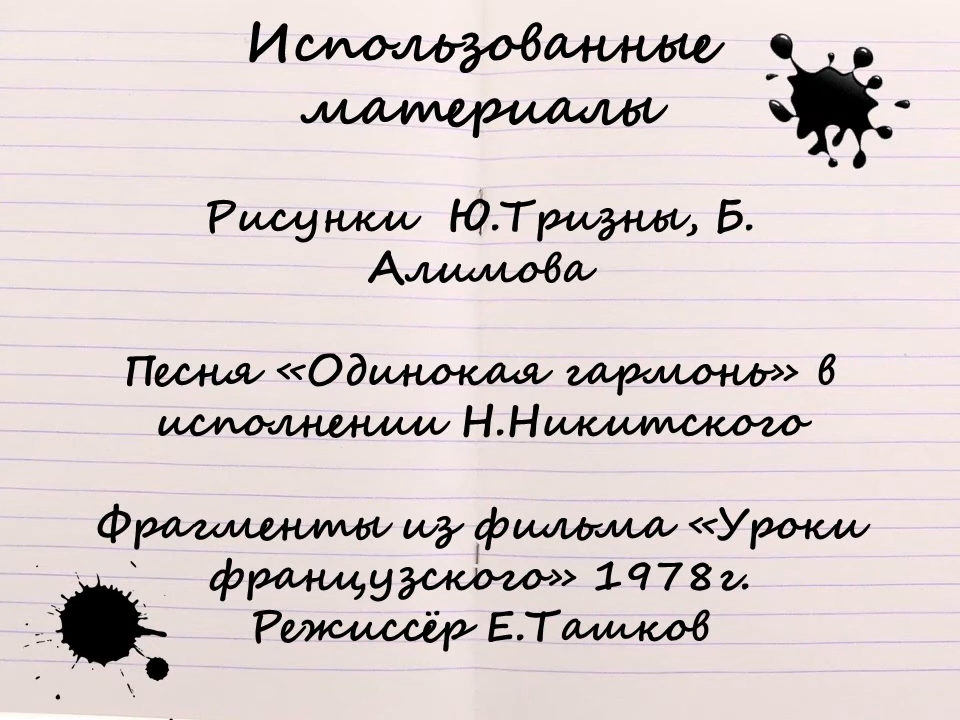 Использованные
материалы
Рисунки Ю.Тризны, Б.
Алимова
Песня «Одинокая гармонь» в
исполнении Н.Никитского
Фрагменты из фильма «Уроки
французского» 1978г.
Режиссёр Е.Ташков